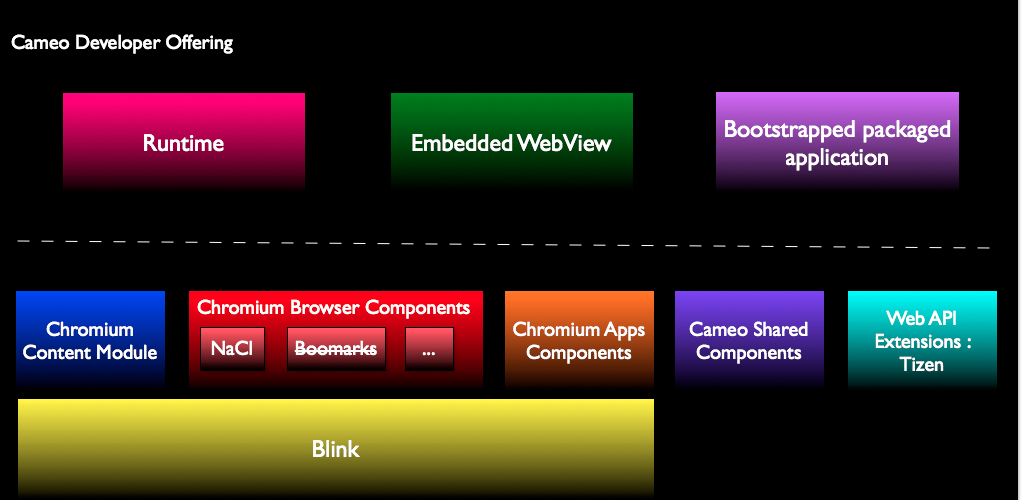 Cameo Developer Offering
Runtime
Embedded WebView
Bootstrapped packaged
application
Chromium
Content Module
Chromium Browser Components
NaCl
Boomarks
...
Chromium Apps
Components
Cameo Shared
Components
Web API
Extensions :
Tizen
Blink